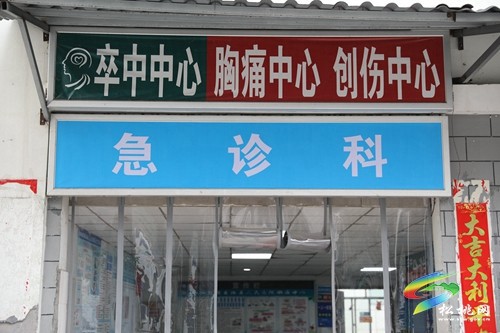 卒中中心 胸痛中心 创伤中心
急诊科
大吉大利
松桃网